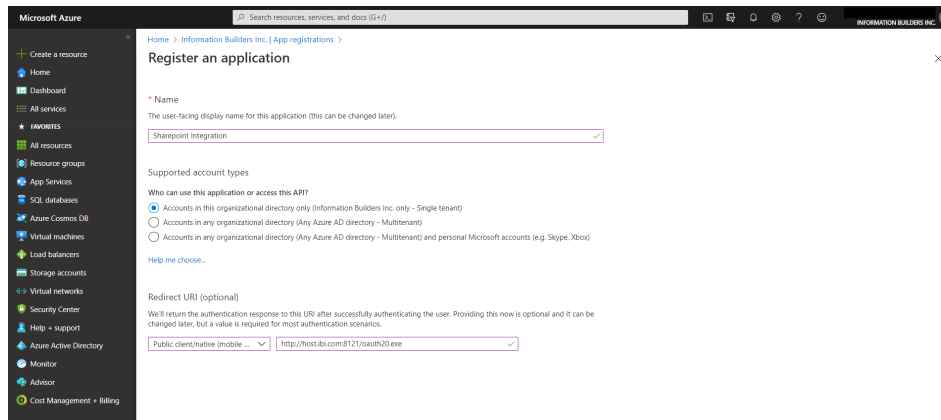 Microsoft Azure
Search resources, services, and docs (G+/)
INFORMATION BUILDERS INC.
Home > Information Builders Inc. | App registrations >
Register an application
Create a resource
Home
Dashboard
All services
FAVORITES
All resources
Resource groups
App Services
SQL databases
Azure Cosmos DB
Virtual machines
Load balancers
Storage accounts
Virtual networks
Security Center
Help + support
Azure Active Directory
Monitor
Advisor
Cost Management + Billing
* Name
The user-facing display name for this application (this can be changed later).
Sharepoint Integration
Supported account types
Who can use this application or access this API?
Accounts in this organizational directory only (Information Builders Inc. only - Single tenant)
Accounts in any organizational directory (Any Azure AD directory - Multitenant)
Accounts in any organizational directory (Any Azure AD directory - Multitenant) and personal Microsoft accounts (e.g. Skype, Xbox)
Help me choose...
Redirect URI (optional)
We'll return the authentication response to this URI after successfully authenticating the user. Providing this now is optional and it can be
changed later, but a value is required for most authentication scenarios.
Public client/native (mobile ...
http://host.ibi.com:8121/oauth20.exe